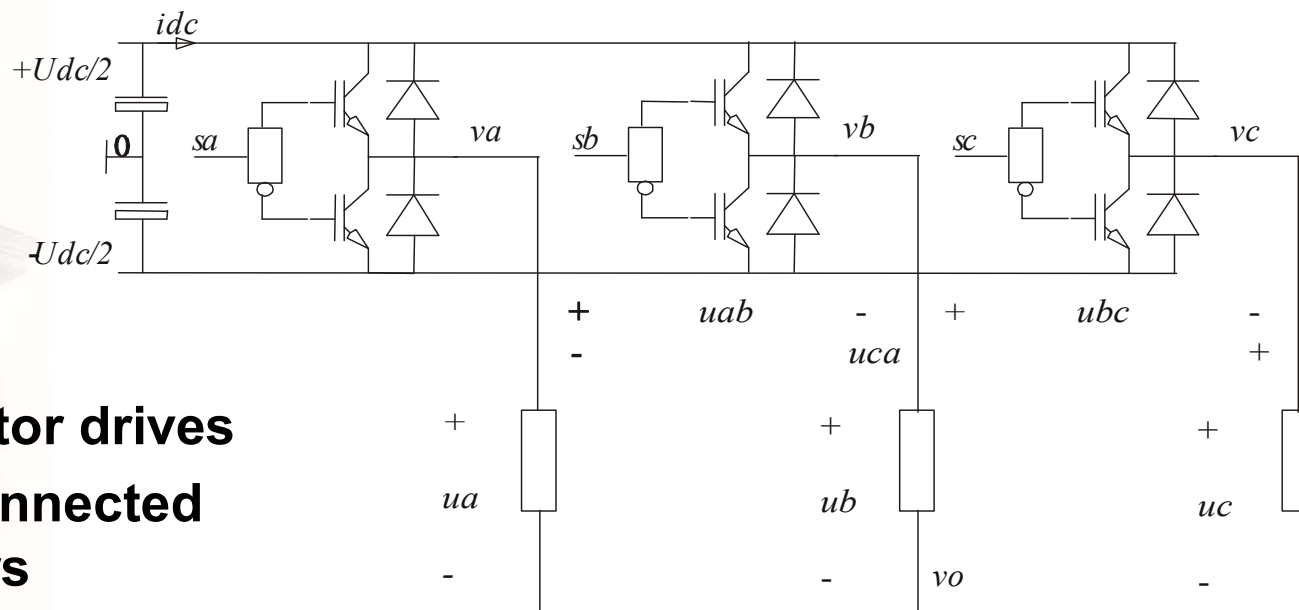 idc
+Udc/2
0
sa
va
sb
vb
sc
vc
-Udc/2
+ uab - + ubc -
- uca +
tor drives
+ + +
nnected
ua ub uc
vs
- - vo -